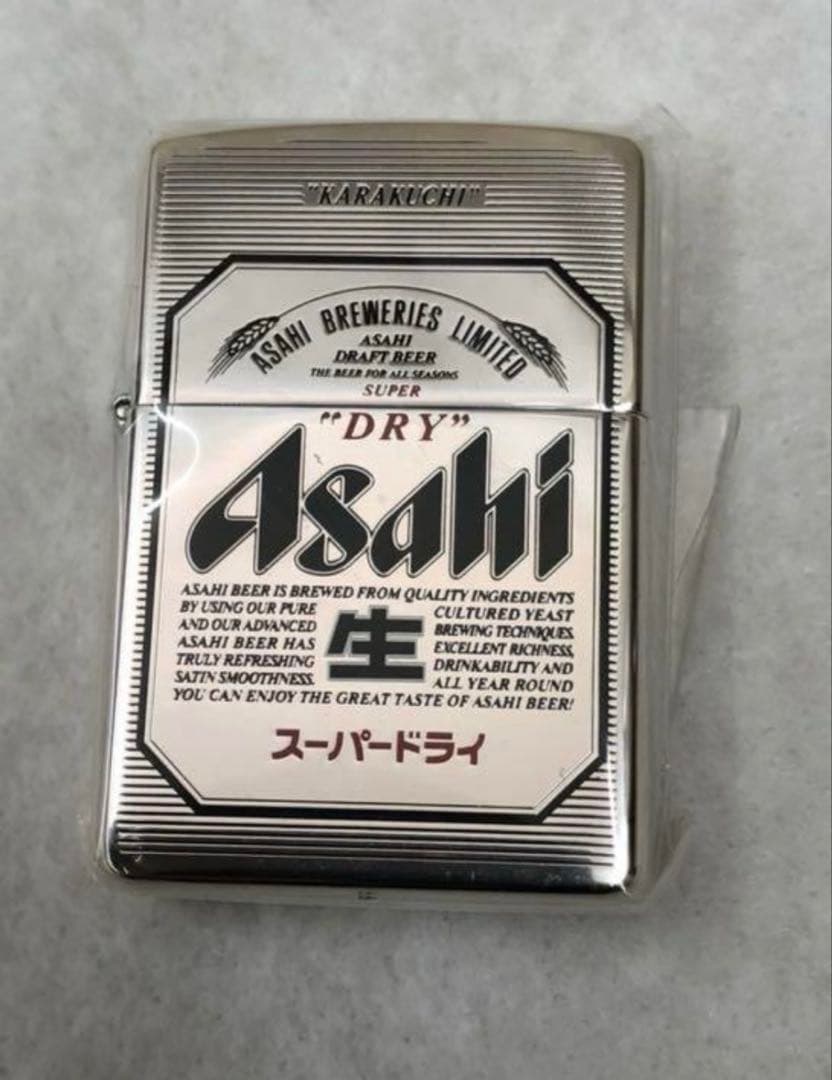 "KARAKUCHI"
ASAHI BREWERIES LIMITED
ASAHI
DRAFT BEER
THE BEER FOR ALL SEASONS
SUPER
"DRY"
Asahi
ASAHI BEER IS BREWED FROM QUALITY INGREDIENTS
BY USING OUR PURE CULTURED YEAST
AND OUR ADVANCED BREWING TECHNIQUES.
ASAHI BEER HAS EXCELLENT RICHNESS,
TRULY REFRESHING DRINKABILITY AND
SATIN SMOOTHNESS. ALL YEAR ROUND
生
YOU CAN ENJOY THE GREAT TASTE OF ASAHI BEER!
スーパードライ